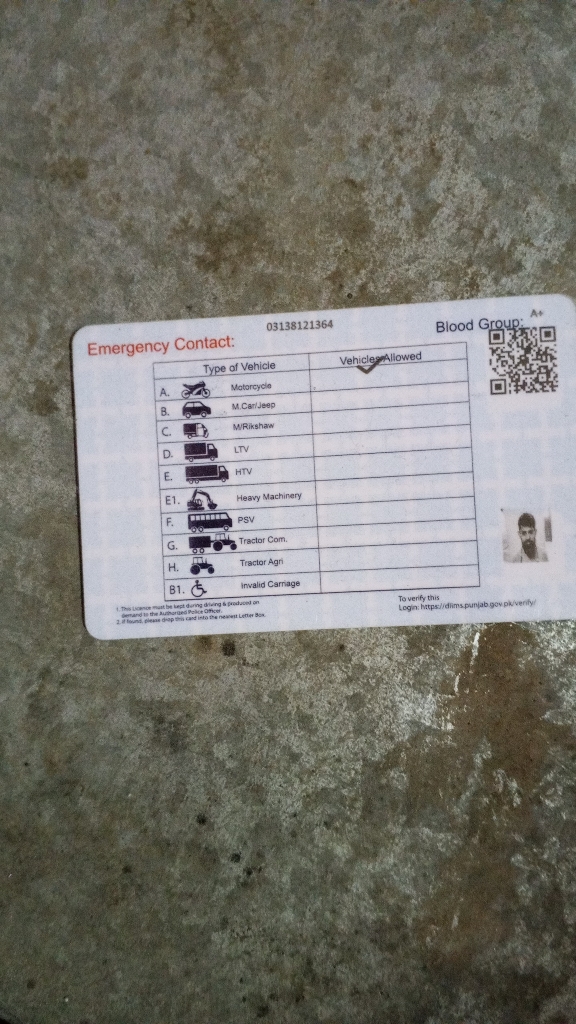 03138121364
A+
Emergency Contact:
Blood Group:
Type of Vehicle Vehicles Allowed
A. Motorcycle
B. M.Car/Jeep
C. M/Rikshaw
D. LTV
E. HTV
E1. Heavy Machinery
F. PSV
G. Tractor Com.
H. Tractor Agri
B1. Invalid Carriage
1. This Licence must be kept during driving & produced on
demand to the Authorized Police Officer.
2. If found, please drop this card into the nearest Letter Box.
To verify this
Login: https://dlims.punjab.gov.pk/verify/